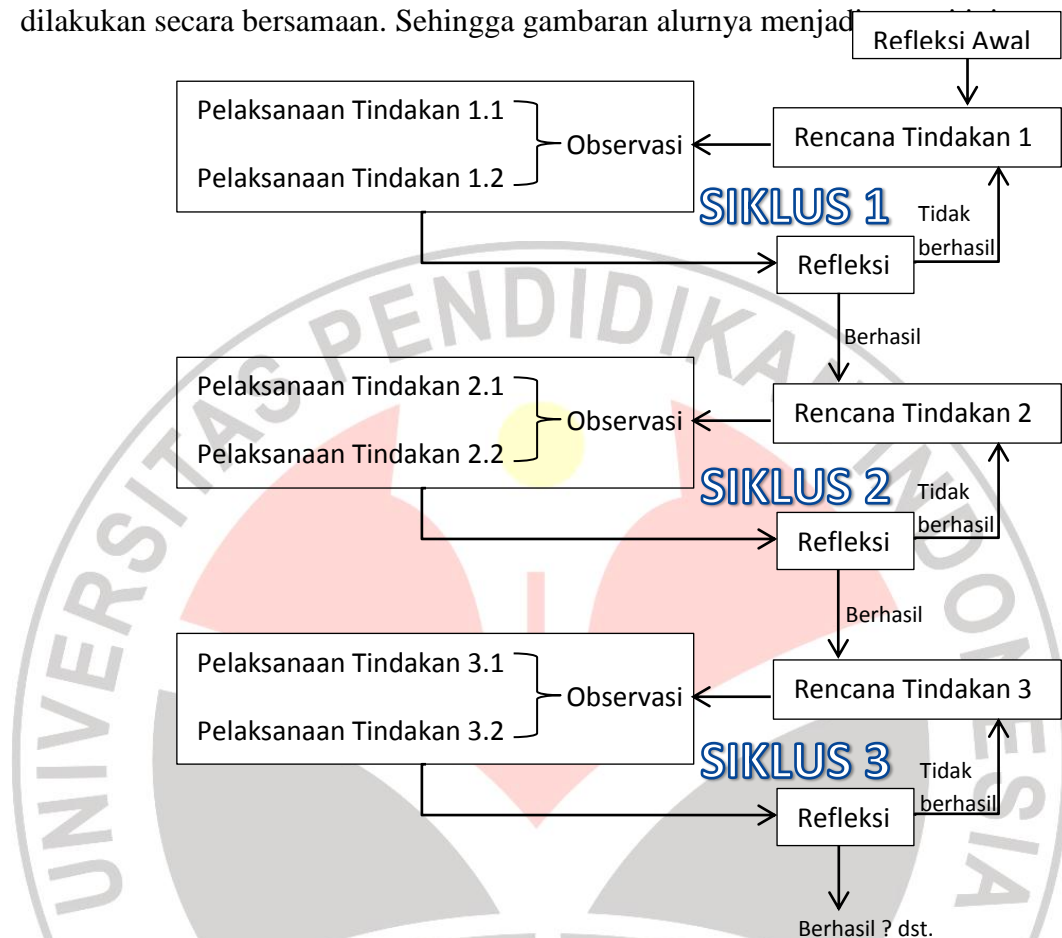 dilakukan secara bersamaan. Sehingga gambaran alurnya
Refleksi Awal
Pelaksanaan Tindakan 1.1
Pelaksanaan Tindakan 1.2
Observasi
Rencana Tindakan 1
SIKLUS 1
Tidak
berhasil
Refleksi
Berhasil
Pelaksanaan Tindakan 2.1
Pelaksanaan Tindakan 2.2
Observasi
Rencana Tindakan 2
SIKLUS 2
Tidak
berhasil
Refleksi
Berhasil
Pelaksanaan Tindakan 3.1
Pelaksanaan Tindakan 3.2
Observasi
Rencana Tindakan 3
SIKLUS 3
Tidak
berhasil
Refleksi
Berhasil ? dst.
UNIVERSITAS PENDIDIKAN INDONESIA